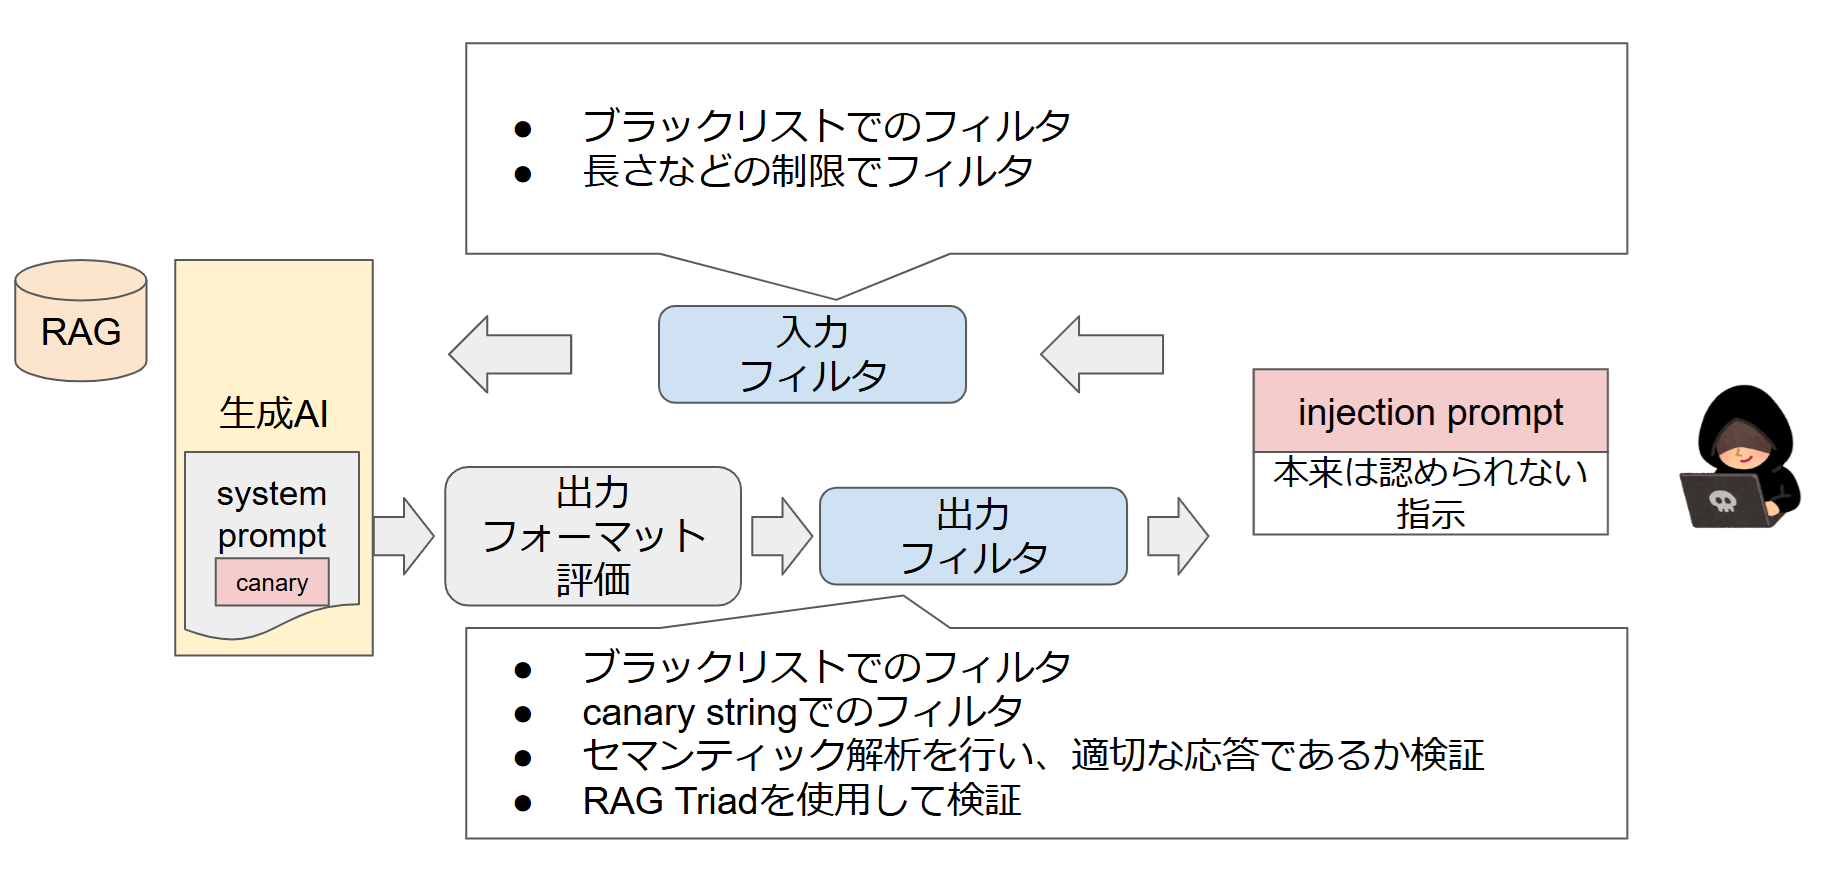 ● ブラックリストでのフィルタ
● 長さなどの制限でフィルタ
RAG
生成AI
system
prompt
canary
入力
フィルタ
injection prompt
本来は認められない
指示
出力
フォーマット
評価
出力
フィルタ
● ブラックリストでのフィルタ
● canary stringでのフィルタ
● セマンティック解析を行い、適切な応答であるか検証
● RAG Triadを使用して検証